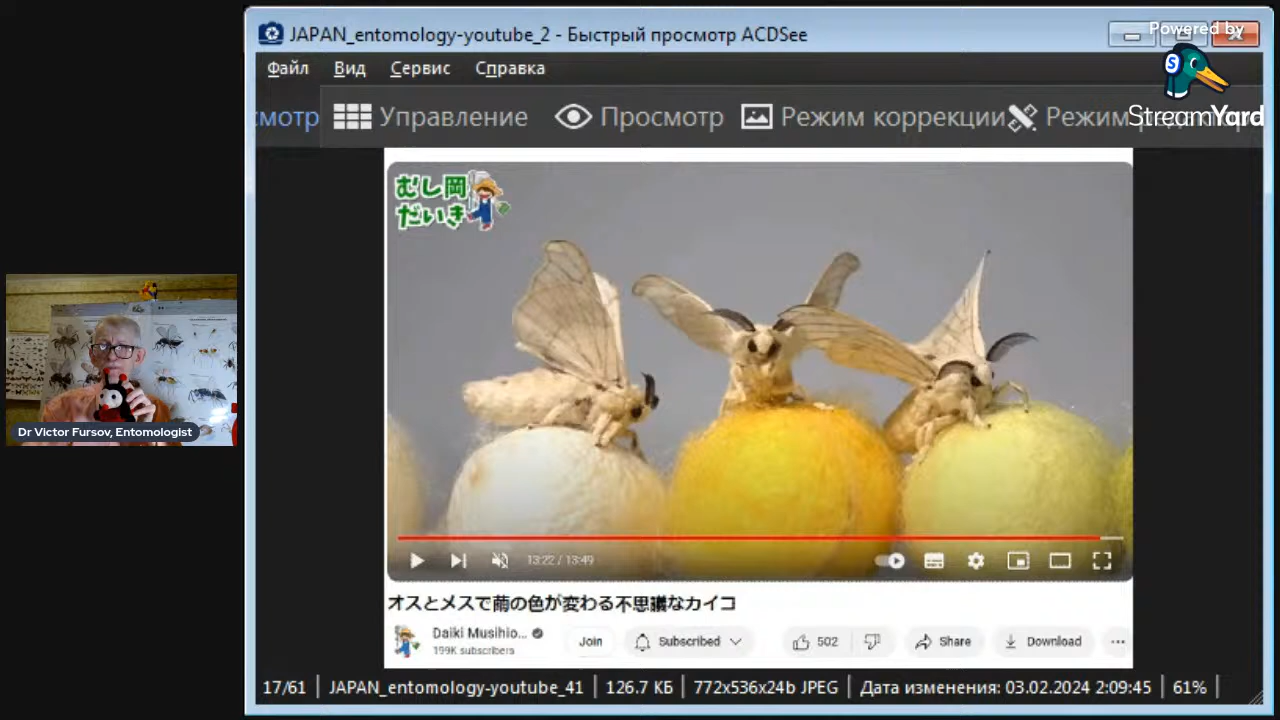 JAPAN_entomology-youtube_2 - Быстрый просмотр ACDSee
Powered by
StreamYard
Файл Вид Сервис Справка
смотр Управление Просмотр Режим коррекции Режим
むし岡
だいき
13:22 / 13:49
オスとメスで繭の色が変わる不思議なカイコ
Daiki Musihio...
199K subscribers
Join Subscribed 502 Share Download
17/61 JAPAN_entomology-youtube_41 126.7 КБ 772x536x24b JPEG Дата изменения: 03.02.2024 2:09:45 61%
Dr Victor Fursov, Entomologist